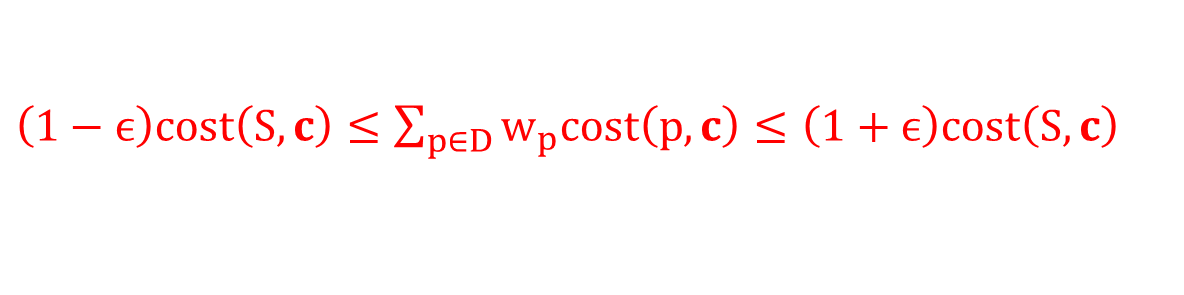 (1 − ϵ)cost(S, c) ≤ ∑p∈D wpcost(p, c) ≤ (1 + ϵ)cost(S, c)